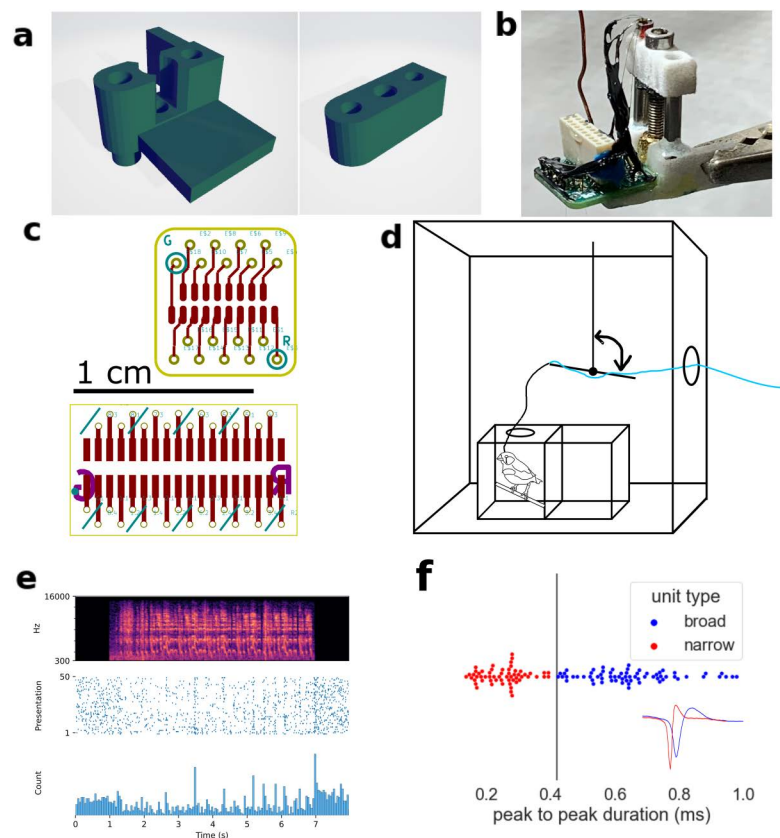 a
b
c
G
R
1 cm
G
R
d
e
16000
Hz
300
50
Presentation
1
Count
0 1 2 3 4 5 6 7
Time (s)
f
unit type
broad
narrow
0.2 0.4 0.6 0.8 1.0
peak to peak duration (ms)